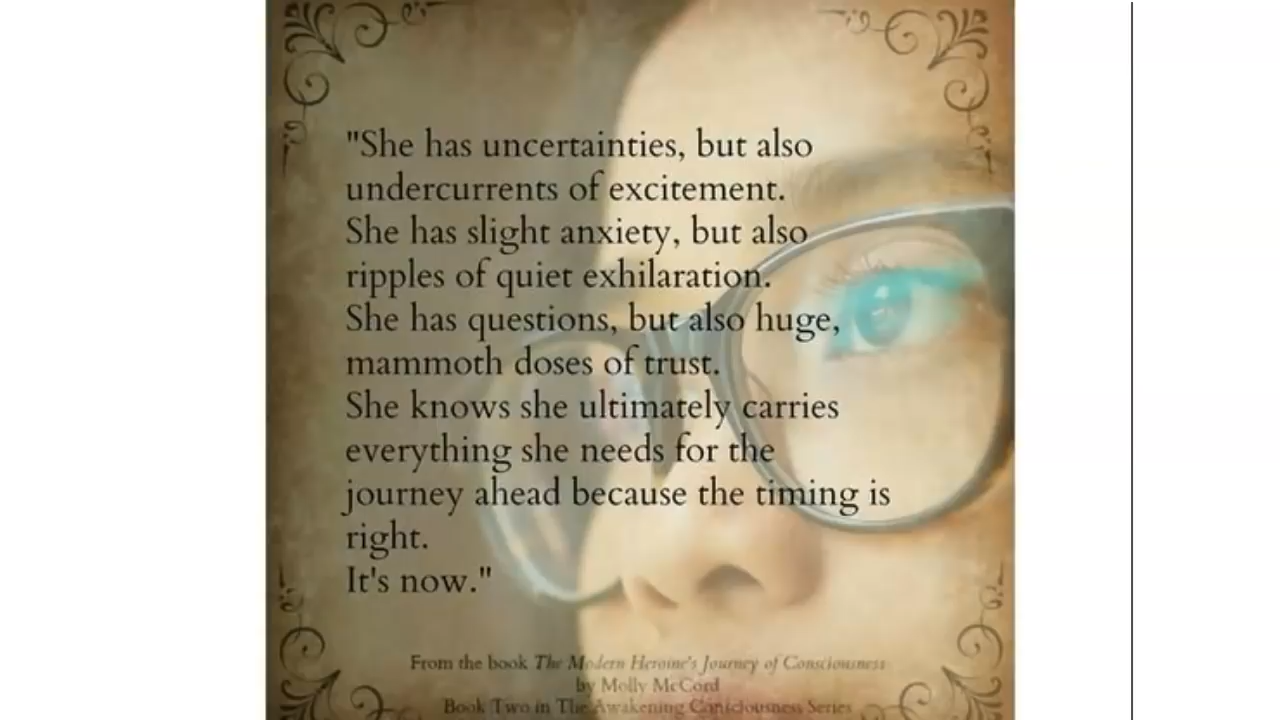 "She has uncertainties, but also
undercurrents of excitement.
She has slight anxiety, but also
ripples of quiet exhilaration.
She has questions, but also huge,
mammoth doses of trust.
She knows she ultimately carries
everything she needs for the
journey ahead because the timing is
right.
It's now."
From the book The Modern Heroine's Journey of Consciousness
by Molly McCord
Book Two in The Awakening Consciousness Series